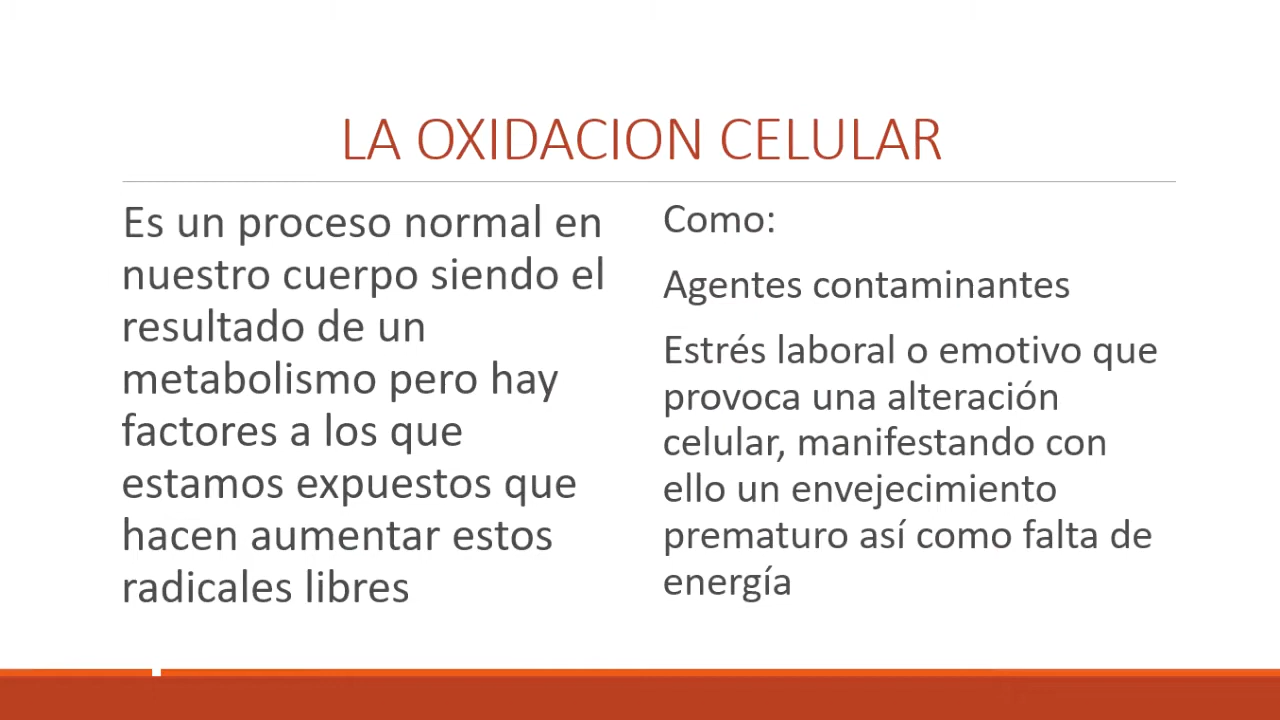 LA OXIDACION CELULAR
Es un proceso normal en
nuestro cuerpo siendo el
resultado de un
metabolismo pero hay
factores a los que
estamos expuestos que
hacen aumentar estos
radicales libres
Como:
Agentes contaminantes
Estrés laboral o emotivo que
provoca una alteración
celular, manifestando con
ello un envejecimiento
prematuro así como falta de
energía